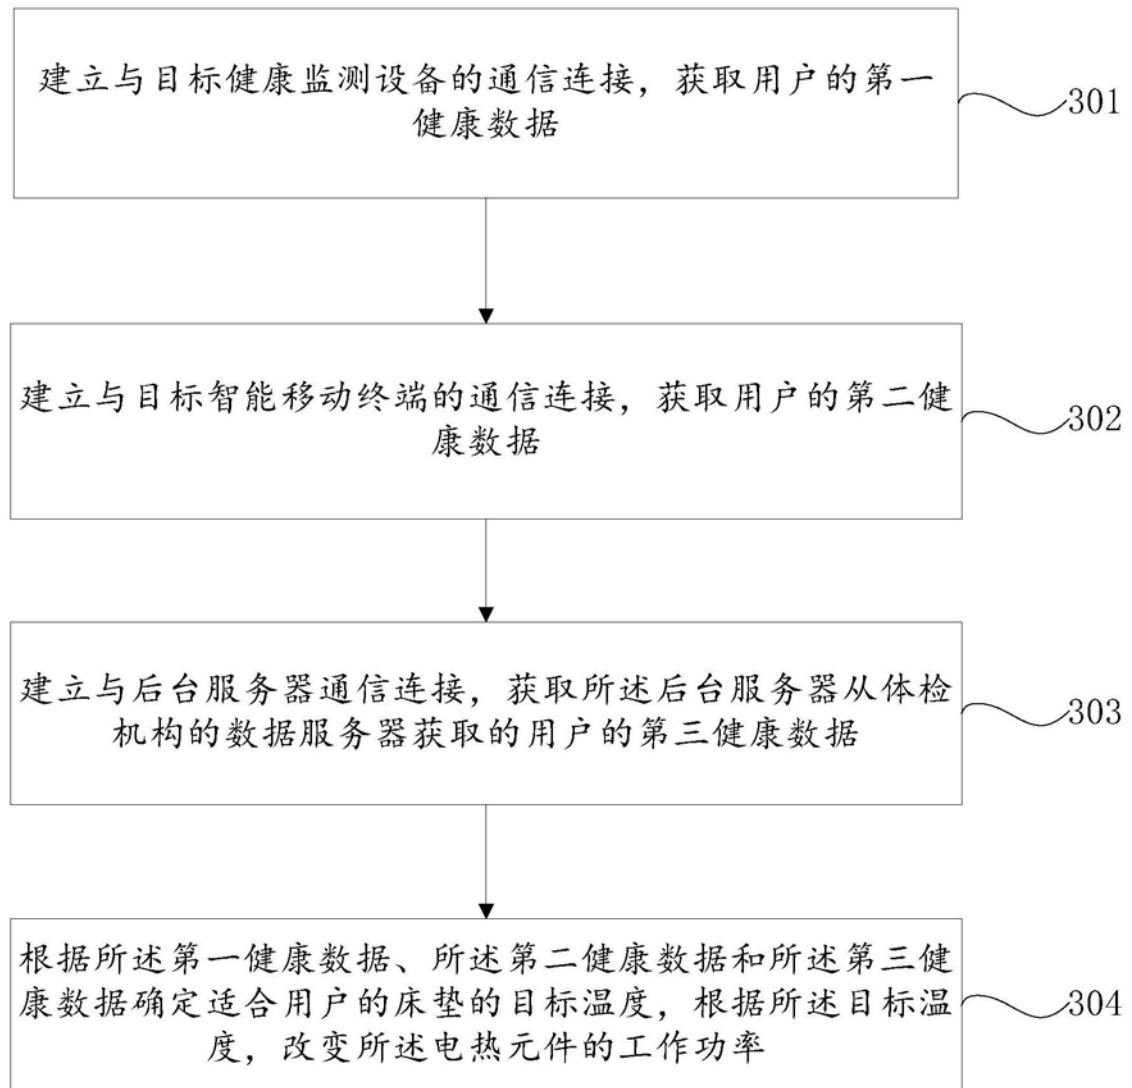 建立与目标健康监测设备的通信连接，获取用户的第一
健康数据
301
建立与目标智能移动终端的通信连接，获取用户的第二健
康数据
302
建立与后台服务器通信连接，获取所述后台服务器从体检
机构的数据服务器获取的用户的第三健康数据
303
根据所述第一健康数据、所述第二健康数据和所述第三健
康数据确定适合用户的床垫的目标温度，根据所述目标温
度，改变所述电热元件的工作功率
304